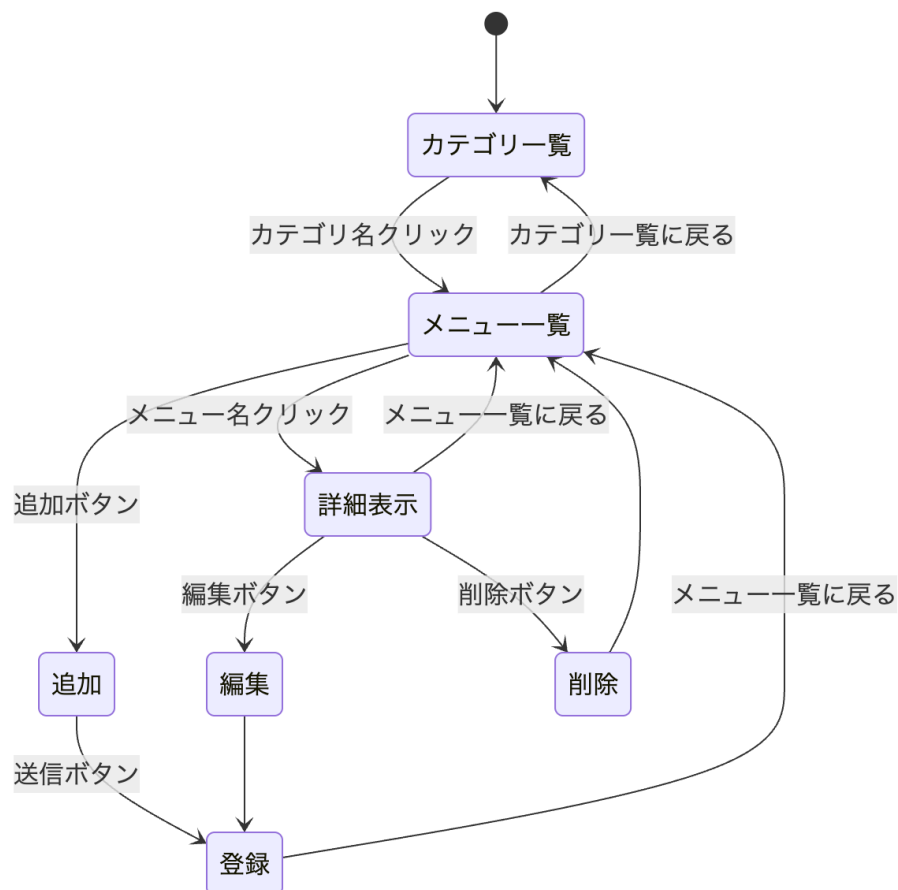 カテゴリ一覧
カテゴリ名クリック
カテゴリ一覧に戻る
メニュー一覧
メニュー名クリック
メニュー一覧に戻る
追加ボタン
詳細表示
編集ボタン
削除ボタン
メニュー一覧に戻る
追加
編集
削除
送信ボタン
登録